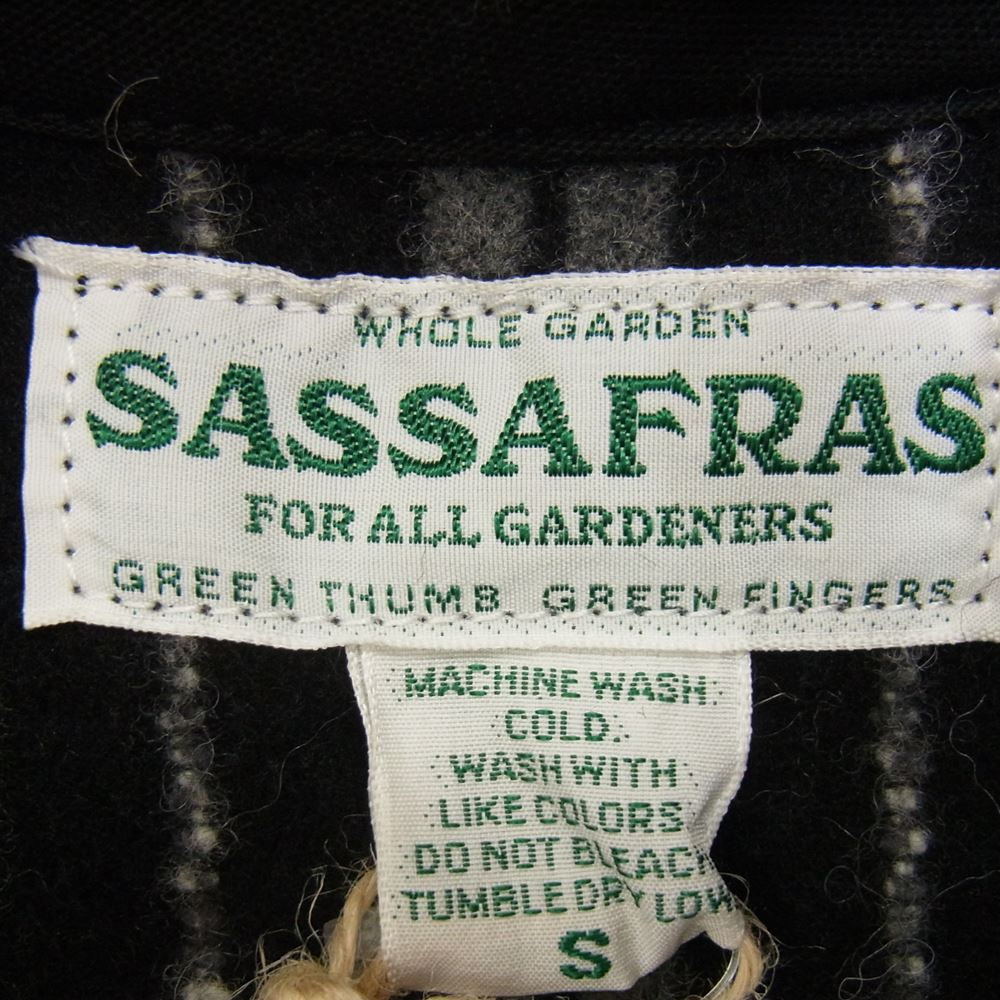 WHOLE GARDEN
SASSAFRAS
FOR ALL GARDENERS
GREEN THUMB GREEN FINGERS
MACHINE WASH
COLD.
WASH WITH
LIKE COLORS
DO NOT BLEACH
TUMBLE DRY LOW
S